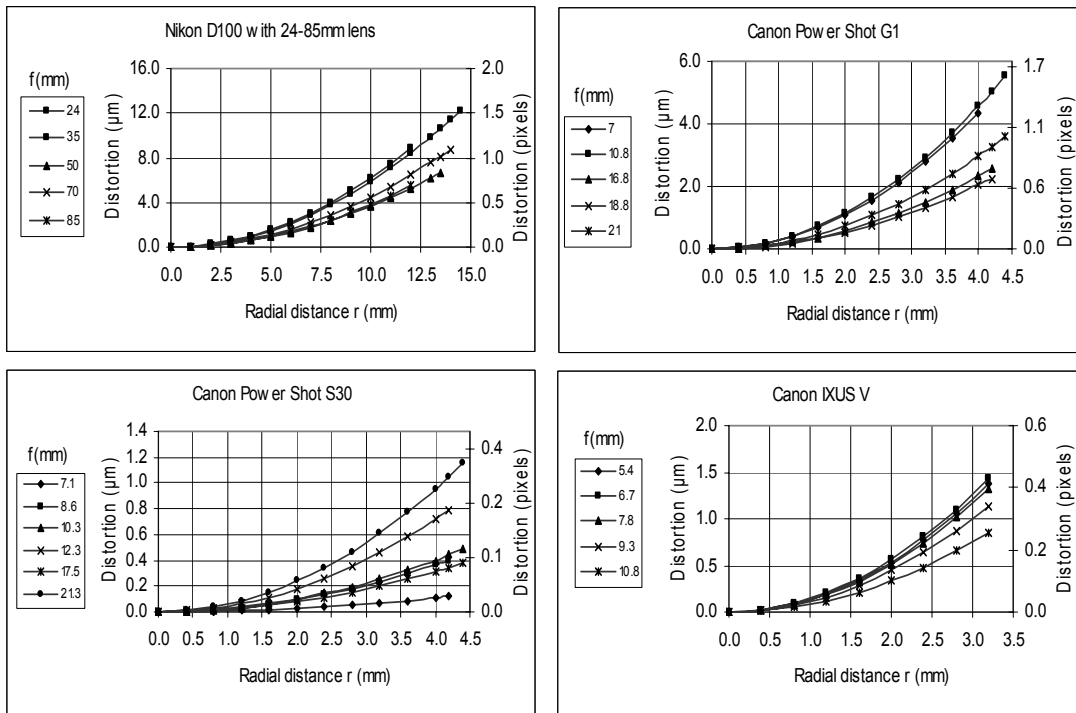 Nikon D100 with 24-85mm lens
f(mm)
24
35
50
70
85
Distortion (µm)
16.0
12.0
8.0
4.0
0.0
Distortion (pixels)
2.0
1.5
1.0
0.5
0.0
0.0 2.5 5.0 7.5 10.0 12.5 15.0
Radial distance r (mm)
Canon Power Shot G1
f(mm)
7
10.8
16.8
18.8
21
Distortion (µm)
6.0
4.0
2.0
0.0
Distortion (pixels)
1.7
1.1
0.6
0.0
0.0 0.5 1.0 1.5 2.0 2.5 3.0 3.5 4.0 4.5
Radial distance r (mm)
Canon Power Shot S30
f(mm)
7.1
8.6
10.3
12.3
17.5
21.3
Distortion (µm)
1.4
1.2
1.0
0.8
0.6
0.4
0.2
0.0
Distortion (pixels)
0.4
0.2
0.1
0.0
0.0 0.5 1.0 1.5 2.0 2.5 3.0 3.5 4.0 4.5
Radial distance r (mm)
Canon IXUS V
f(mm)
5.4
6.7
7.8
9.3
10.8
Distortion (µm)
2.0
1.5
1.0
0.5
0.0
Distortion (pixels)
0.6
0.4
0.2
0.0
0.0 0.5 1.0 1.5 2.0 2.5 3.0 3.5
Radial distance r (mm)